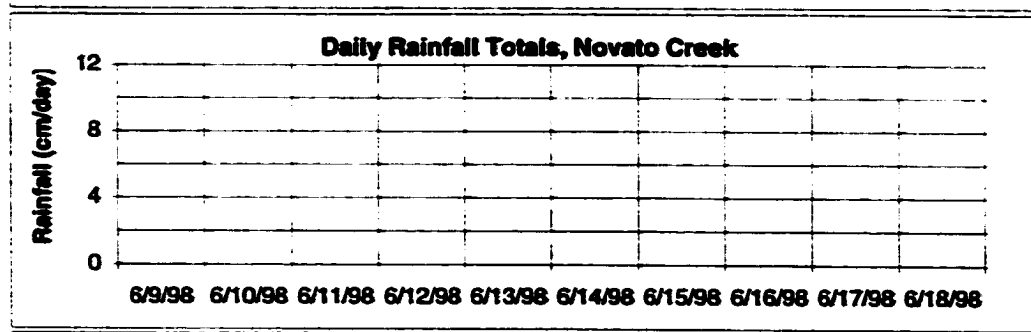 Daily Rainfall Totals, Novato Creek
Rainfall (cm/day)
12
8
4
0
6/9/98 6/10/98 6/11/98 6/12/98 6/13/98 6/14/98 6/15/98 6/16/98 6/17/98 6/18/98